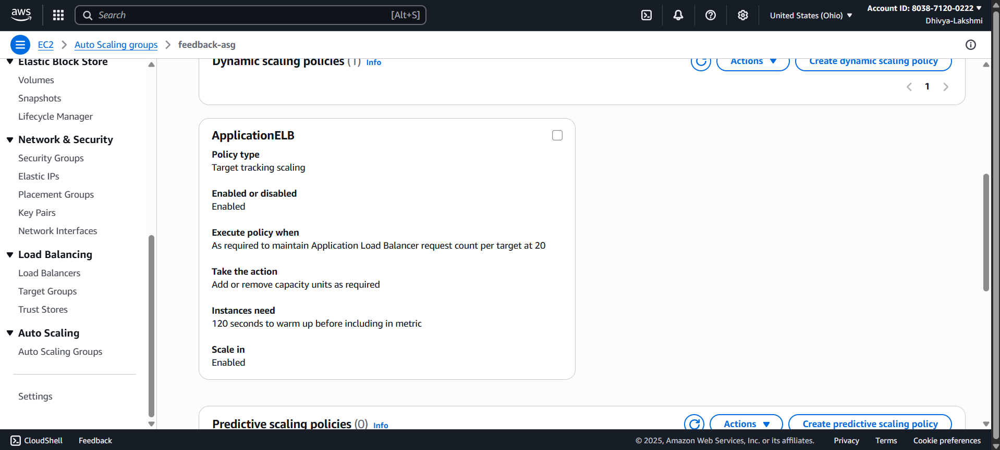 aws
Search [Alt+S]
United States (Ohio)
Account ID: 8038-7120-0222
Dhivya-Lakshmi
EC2 Auto Scaling groups feedback-asg
Elastic Block Store
Volumes
Snapshots
Lifecycle Manager
Network & Security
Security Groups
Elastic IPs
Placement Groups
Key Pairs
Network Interfaces
Load Balancing
Load Balancers
Target Groups
Trust Stores
Auto Scaling
Auto Scaling Groups
Settings
Dynamic scaling policies (1) Info
Actions
Create dynamic scaling policy
1
ApplicationELB
Policy type
Target tracking scaling
Enabled or disabled
Enabled
Execute policy when
As required to maintain Application Load Balancer request count per target at 20
Take the action
Add or remove capacity units as required
Instances need
120 seconds to warm up before including in metric
Scale in
Enabled
Predictive scaling policies (0) Info
Actions
Create predictive scaling policy
CloudShell Feedback
© 2025, Amazon Web Services, Inc. or its affiliates. Privacy Terms Cookie preferences